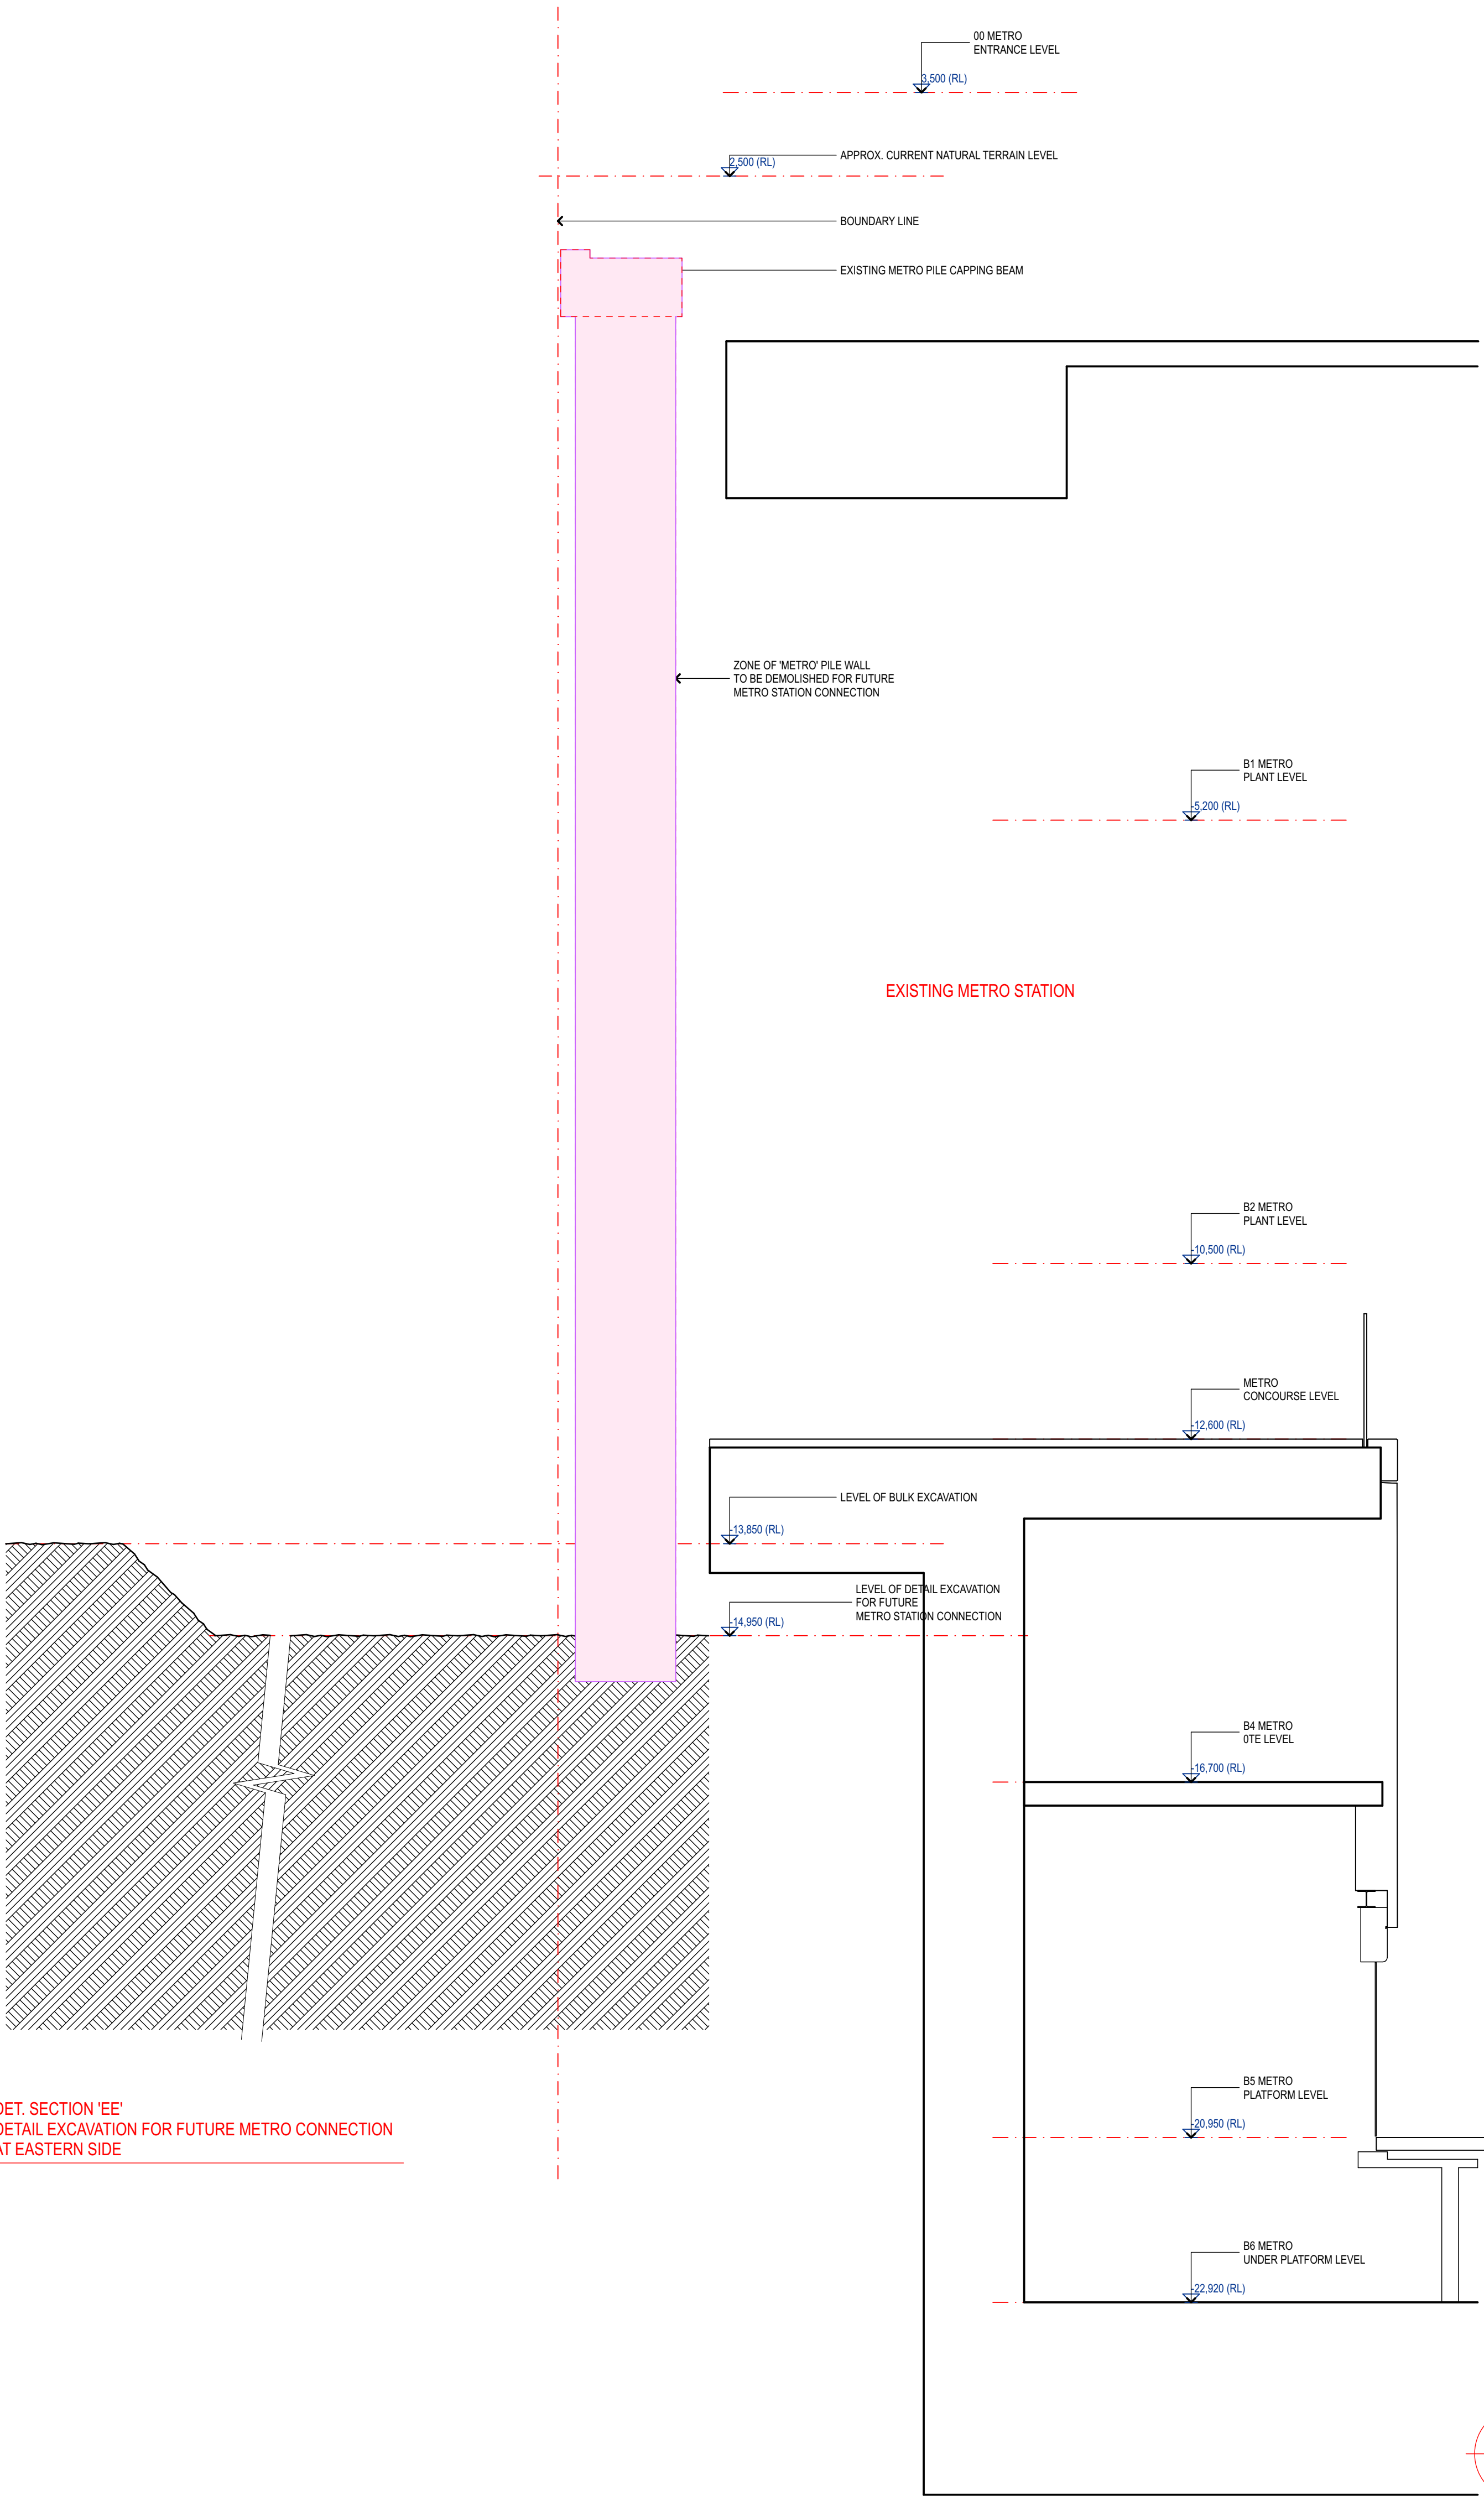 00 METRO
ENTRANCE LEVEL
3,500 (RL)
APPROX. CURRENT NATURAL TERRAIN LEVEL
2,500 (RL)
BOUNDARY LINE
EXISTING METRO PILE CAPPING BEAM
ZONE OF 'METRO' PILE WALL
TO BE DEMOLISHED FOR FUTURE
METRO STATION CONNECTION
B1 METRO
PLANT LEVEL
-5,200 (RL)
EXISTING METRO STATION
B2 METRO
PLANT LEVEL
-10,500 (RL)
METRO
CONCOURSE LEVEL
-12,600 (RL)
LEVEL OF BULK EXCAVATION
-13,850 (RL)
LEVEL OF DETAIL EXCAVATION
FOR FUTURE
METRO STATION CONNECTION
-14,950 (RL)
B4 METRO
0TE LEVEL
-16,700 (RL)
B5 METRO
PLATFORM LEVEL
-20,950 (RL)
DET. SECTION 'EE'
DETAIL EXCAVATION FOR FUTURE METRO CONNECTION
AT EASTERN SIDE
B6 METRO
UNDER PLATFORM LEVEL
-22,920 (RL)